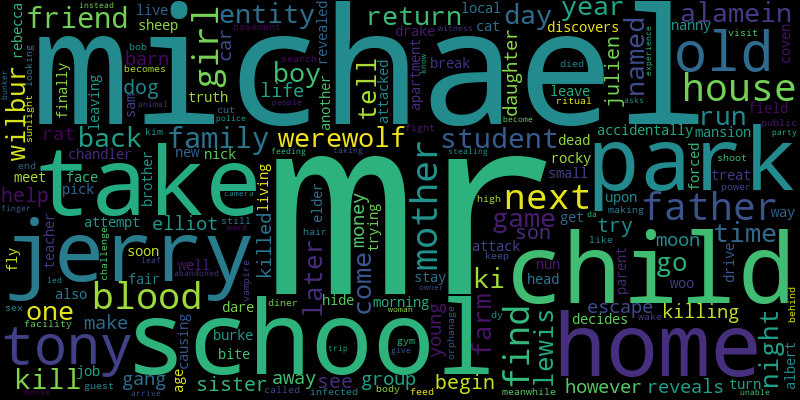 instead
friend
live
sheep
entity
return
local
cat
day
year
discovers
nanny
alamein
rebecca
bob
basement
barn
girl
car
revealed
drake
search
witness
michael
named
experience
visit
old
coven
wilbur
sunlight
looking
finally
leaving
becomes
dog
sam
animal
truth
boy
life
another
police
cut
people
tell
attacked
apartment
know
break
become
daughter
died
ritual
leave
asks
julien
house
run
field
public
party
bunker
rat
back
family
werewolf
student
dead
accidentally
mansion
end
kim
chandler
new
nick
feeding
taking
fight
stealing
rocky
small
forced
shoot
treat
power
park
meet
face
pick
brother
help
take
living
mr
mother
high
next
upon
making
father
way
finger
attempt
elliot
still
camera
word
elder
hair
money
trying
game
son
get
da
try
like
moon
time
fly
jerry
teacher
challenge
leaf
soon
well
abandoned
killed
later
come
stay
owner
attack
keep
ki
nun
head
go
woo
parent
drive
child
behind
led
also
fair
vampire
blood
sex
one
facility
make
dare
hide
morning
diner
woman
young
orphanage
farm
dy
meanwhile
find
lewis
escape
wake
killing
decides
night
albert
tony
causing
school
burke
bite
trip
gym
give
home
kill
job
guest
arrive
gang
age
sister
called
away
infected
see
body
group
feed
begin
however
reveals
turn
unable